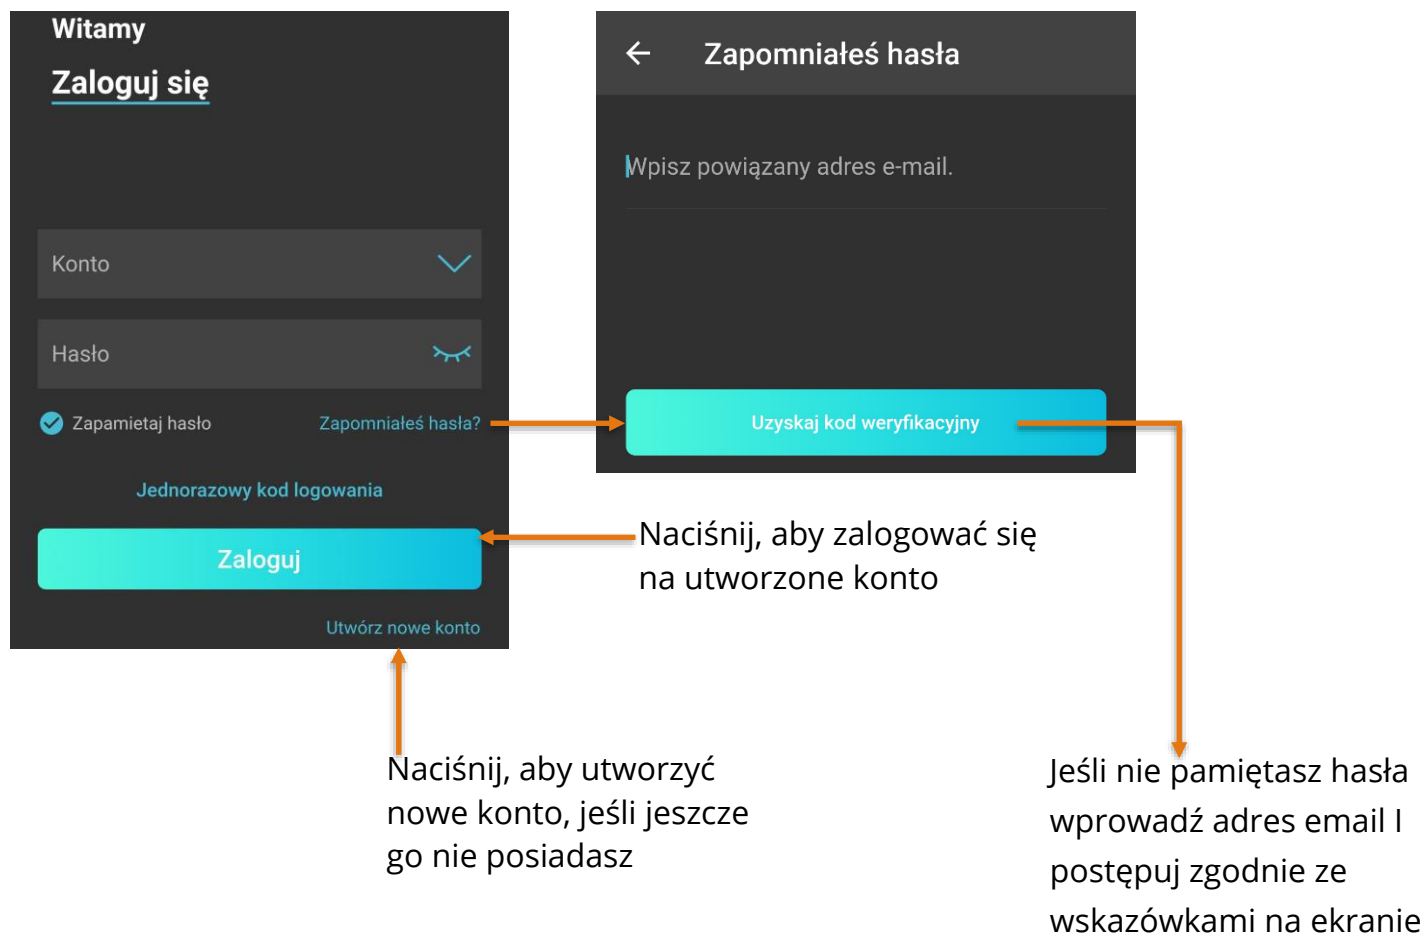 Witamy
Zaloguj się
Konto
Hasło
Zapamietaj hasło
Zapomniałeś hasła?
Jednorazowy kod logowania
Zaloguj
Utwórz nowe konto
Zapomniałeś hasła
Wpisz powiązany adres e-mail.
Uzyskaj kod weryfikacyjny
Naciśnij, aby zalogować się
na utworzone konto
Naciśnij, aby utworzyć
nowe konto, jeśli jeszcze
go nie posiadasz
Jeśli nie pamiętasz hasła
wprowadź adres email I
postępuj zgodnie ze
wskazówkami na ekranie